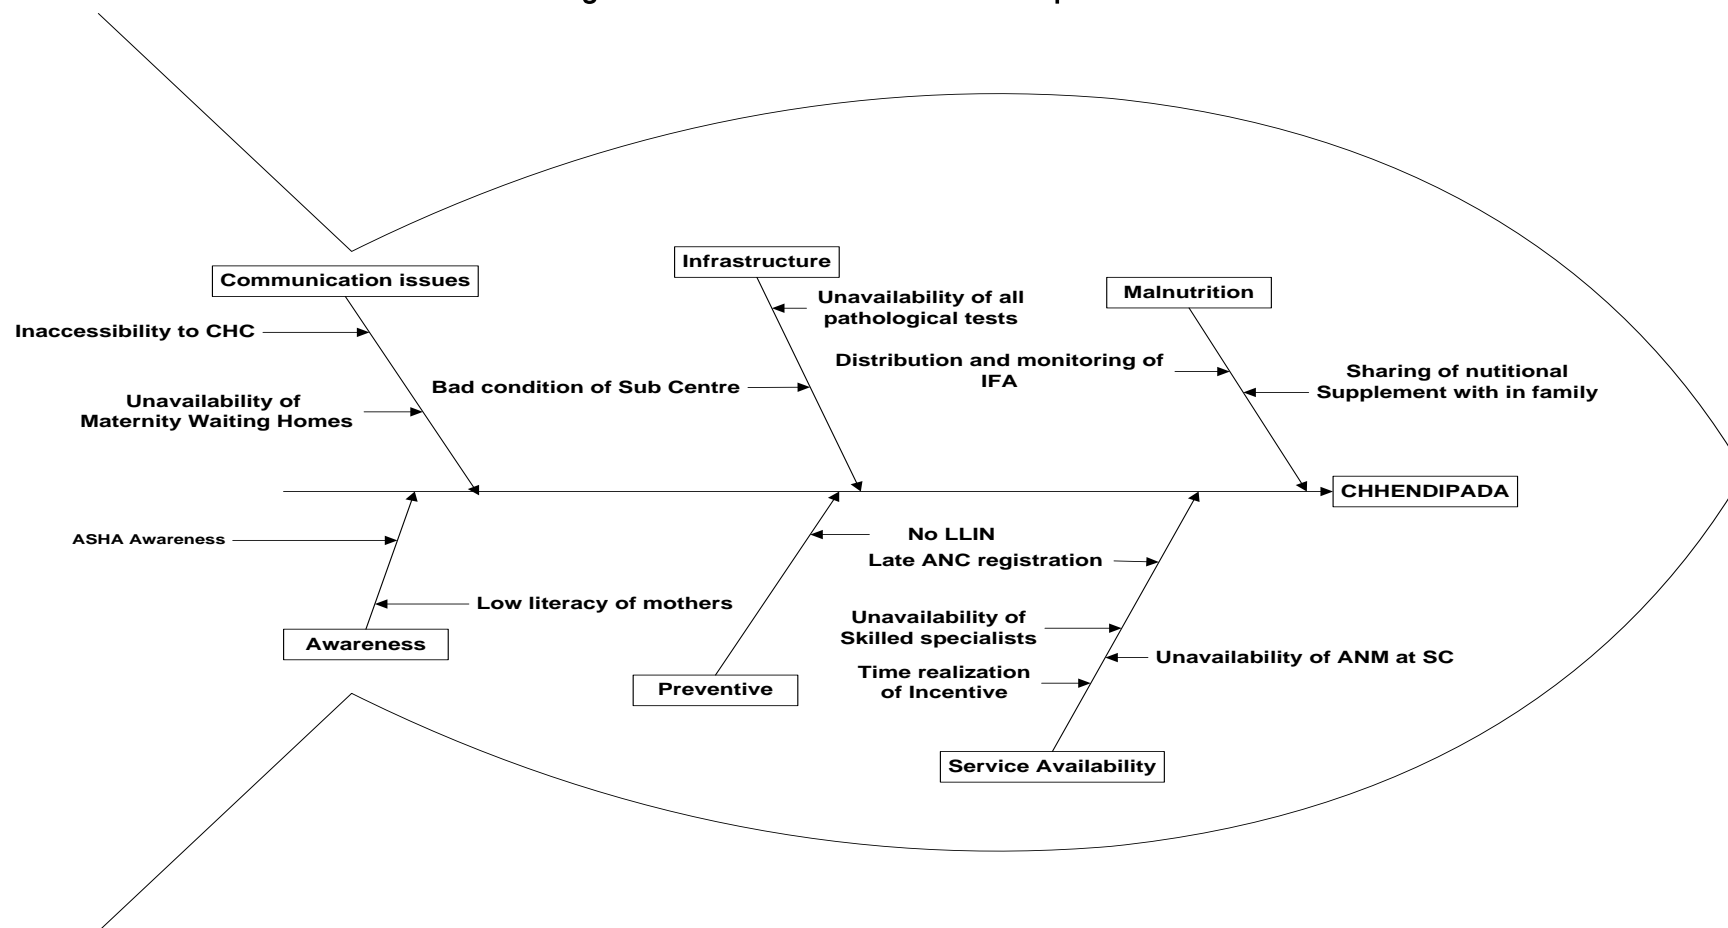 Communication issues
Infrastructure
Malnutrition
Inaccessibility to CHC
Unavailability of all
pathological tests
Distribution and monitoring of
IFA
Sharing of nutitional
Supplement with in family
Bad condition of Sub Centre
Unavailability of
Maternity Waiting Homes
CHHENDIPADA
ASHA Awareness
No LLIN
Late ANC registration
Low literacy of mothers
Unavailability of
Skilled specialists
Unavailability of ANM at SC
Time realization
of Incentive
Awareness
Preventive
Service Availability